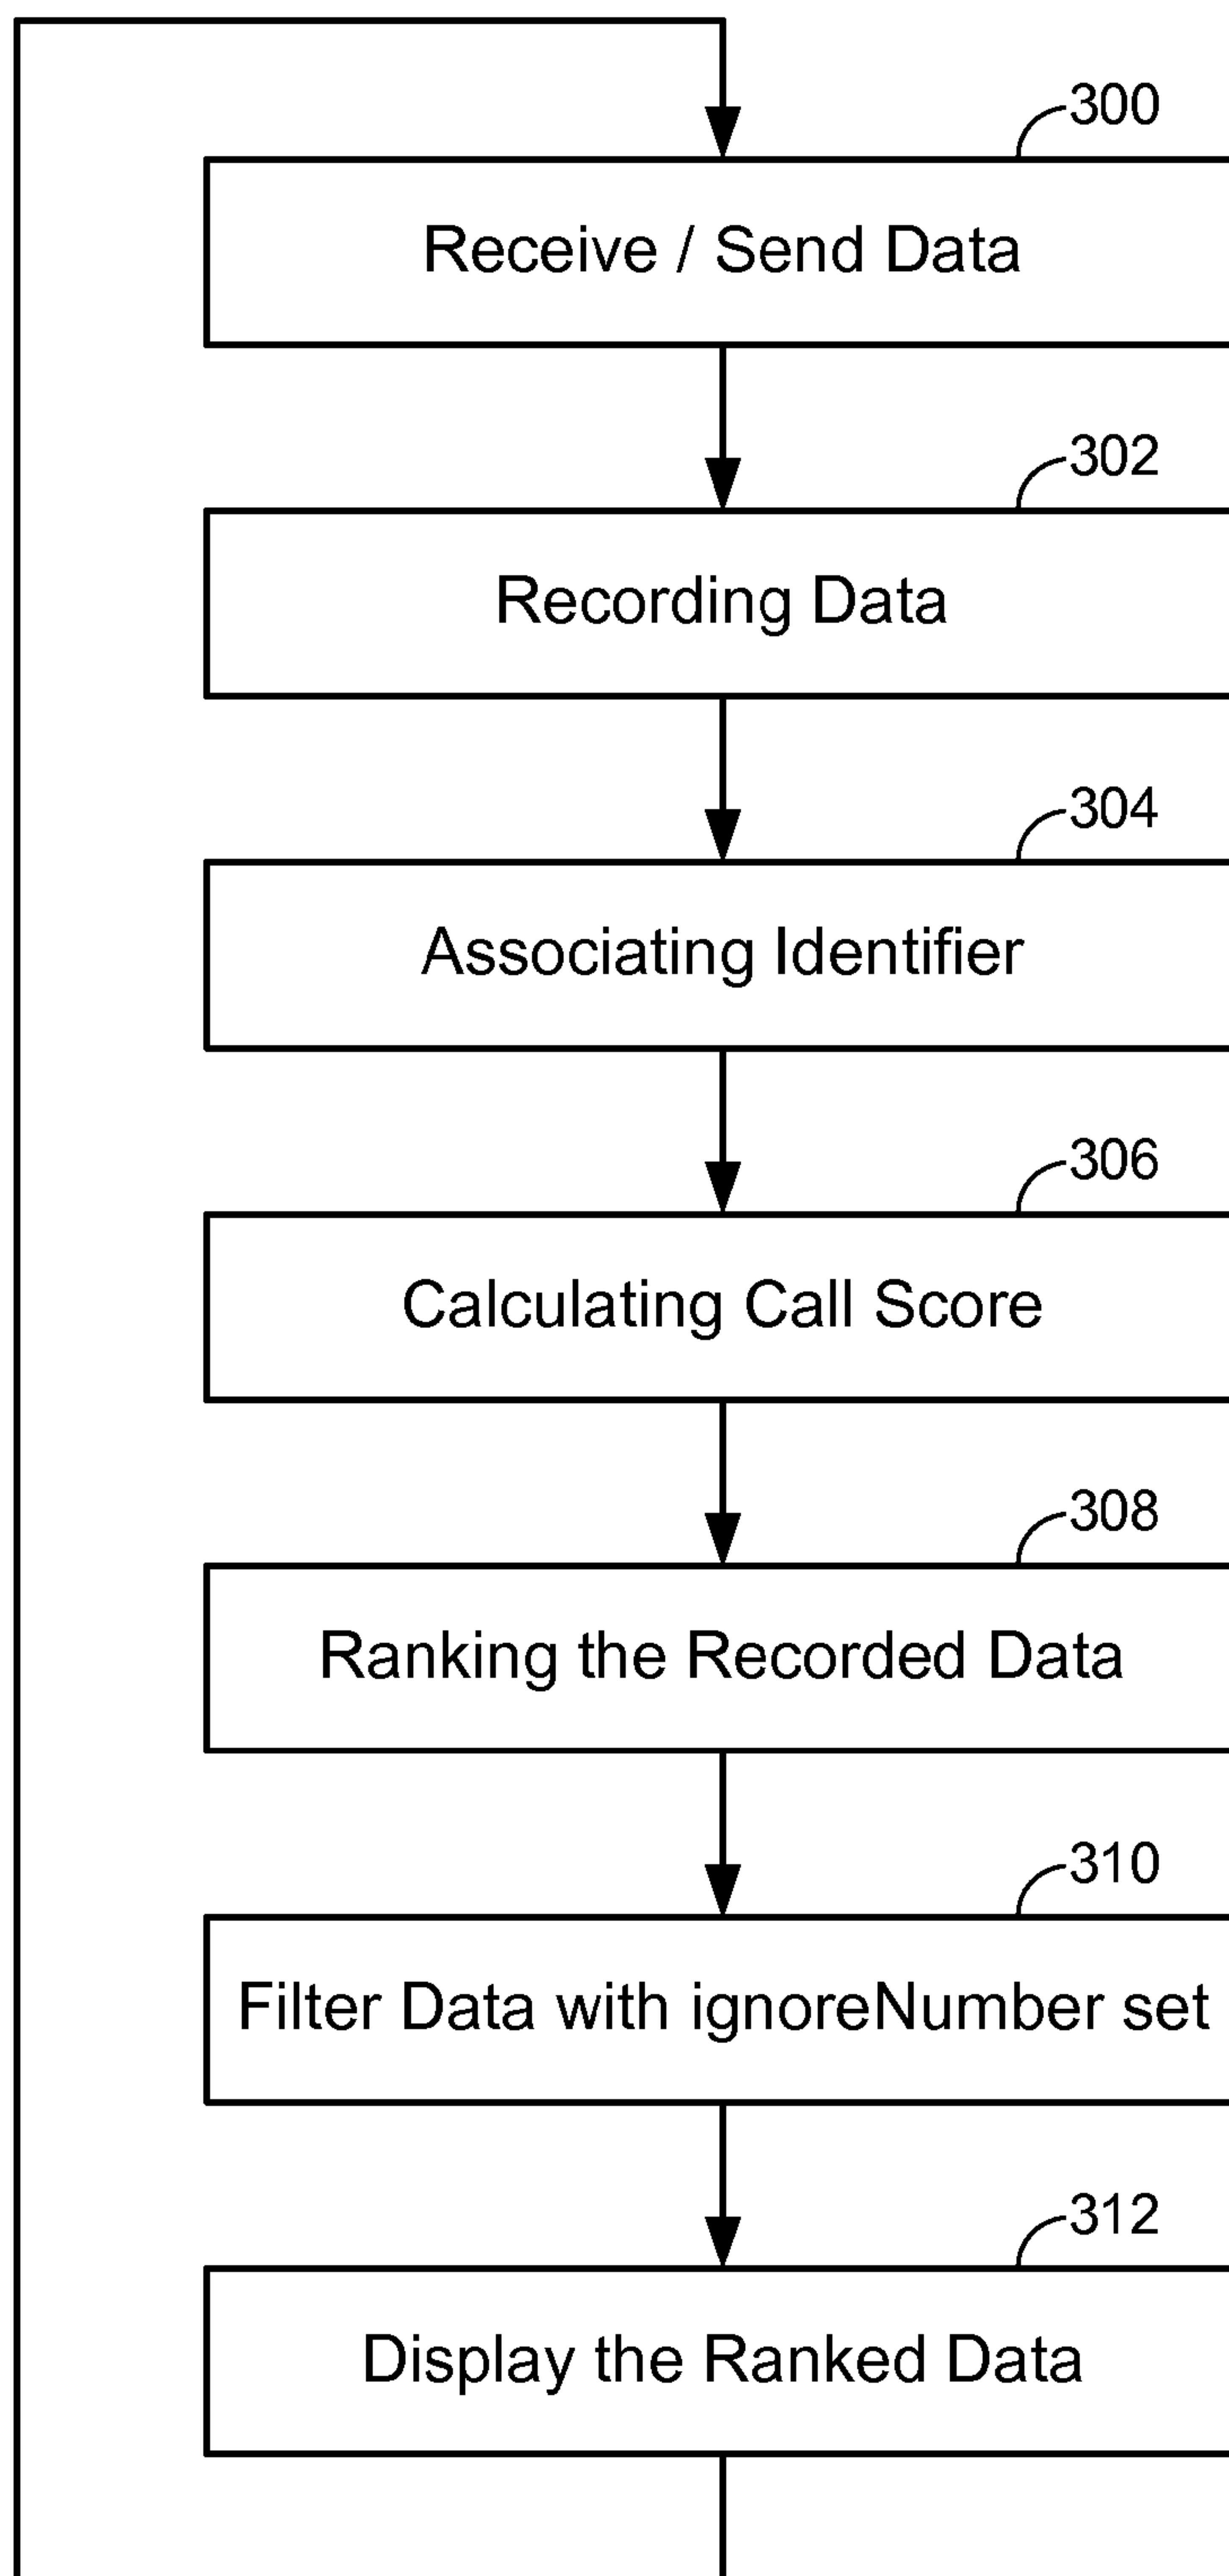 300
Receive / Send Data
302
Recording Data
304
Associating Identifier
306
Calculating Call Score
308
Ranking the Recorded Data
310
Filter Data with ignoreNumber set
312
Display the Ranked Data